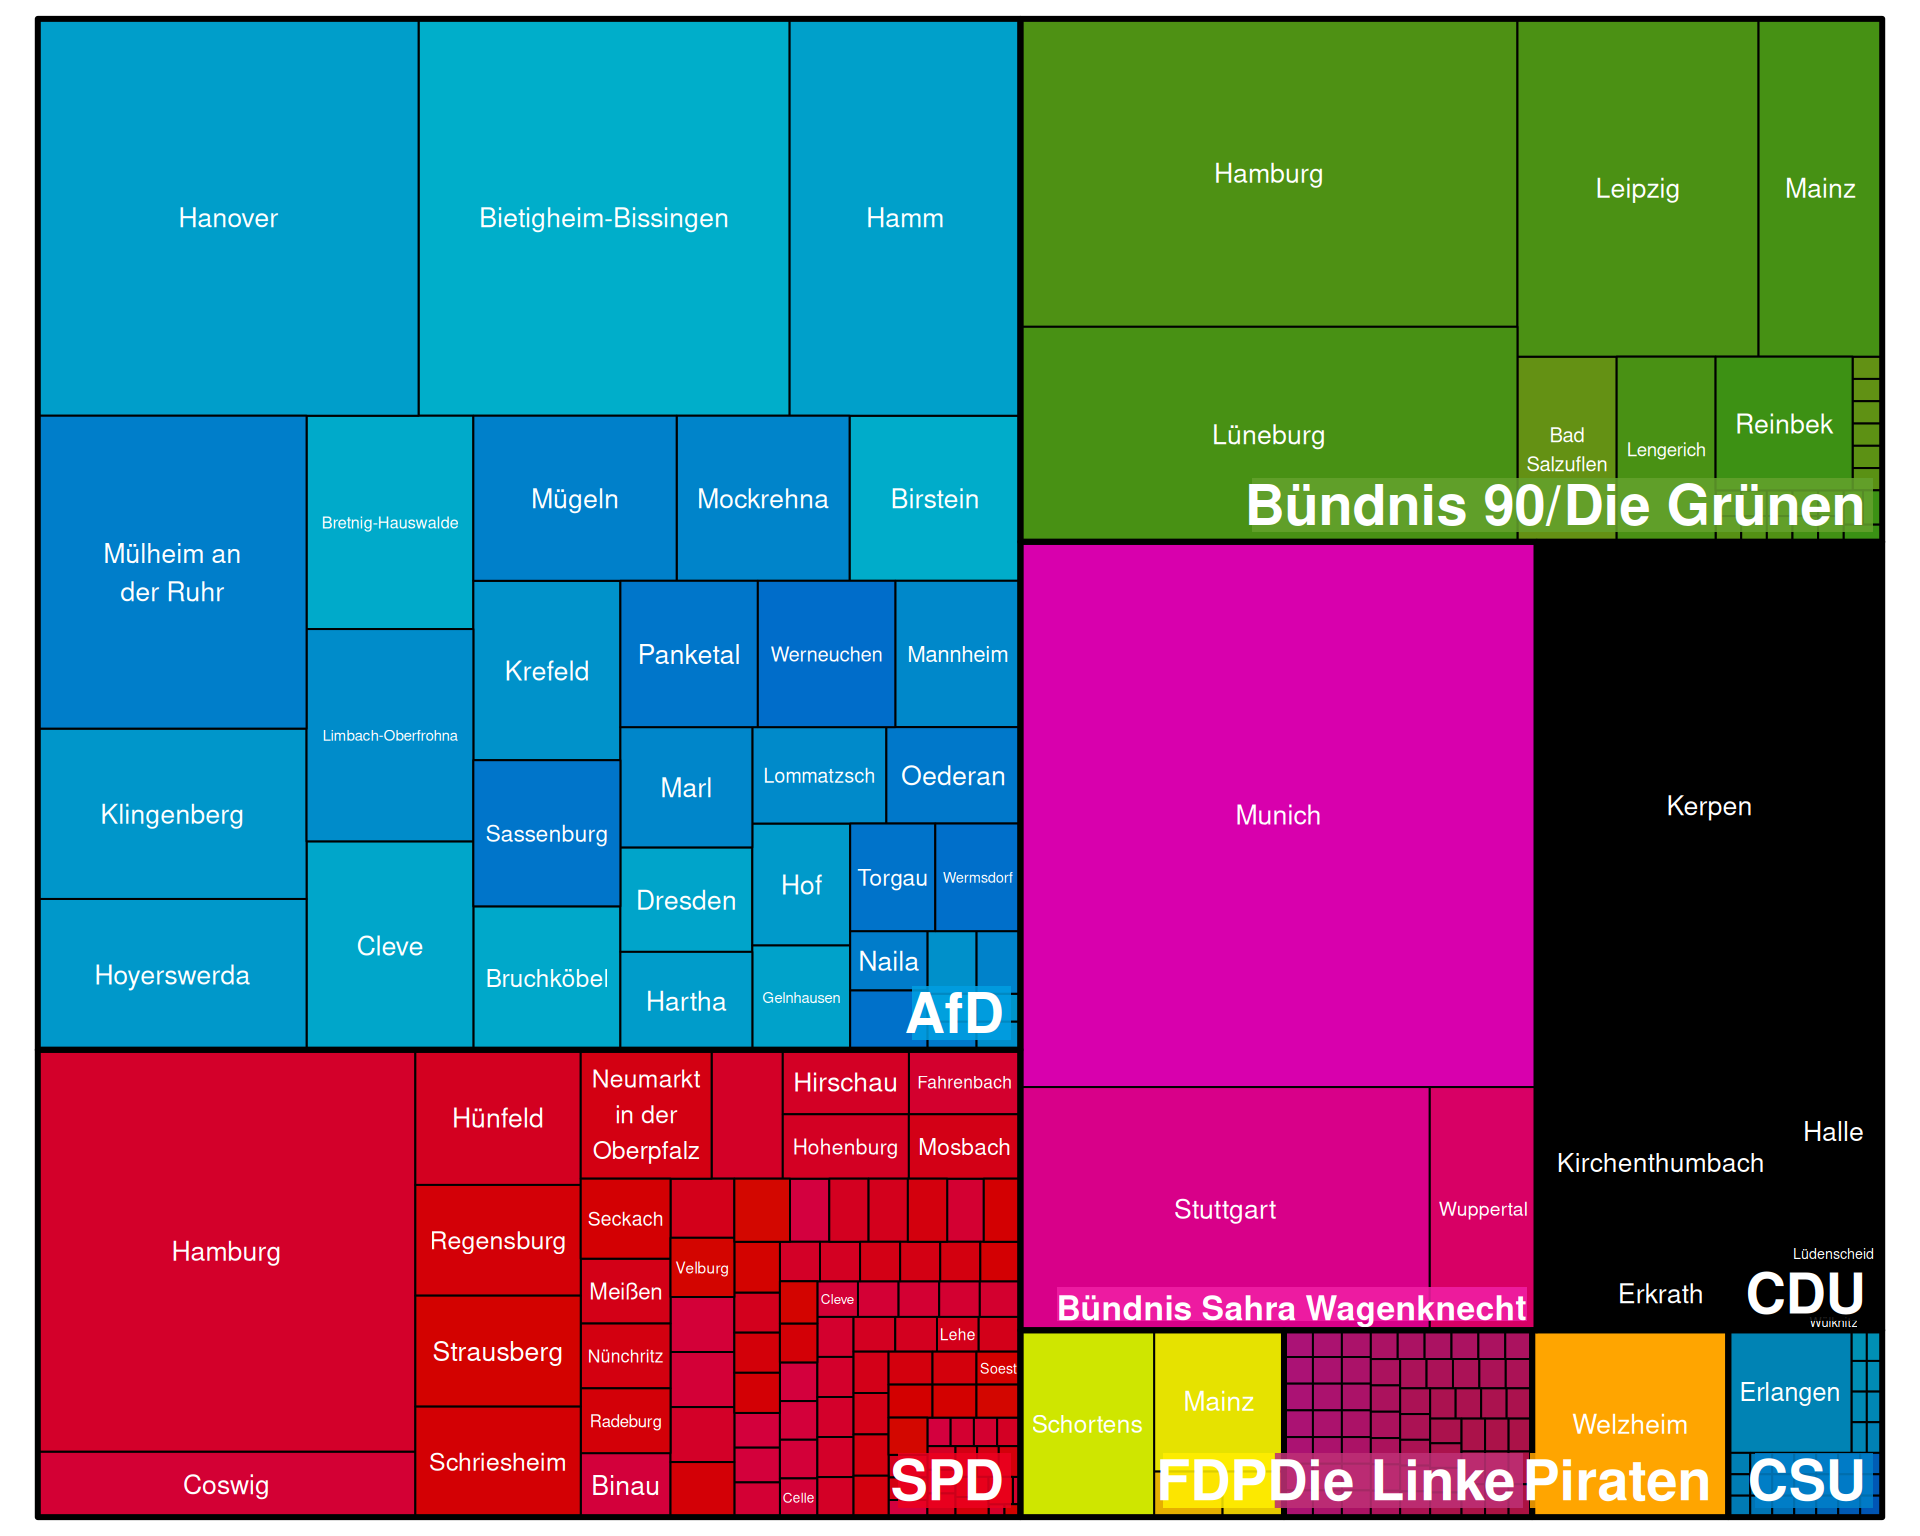 Hanover
Bietigheim-Bissingen
Hamm
Mülheim an
der Ruhr
Bretnig-Hauswalde
Mügeln
Mockrehna
Birstein
Limbach-Oberfrohna
Krefeld
Panketal
Werneuchen
Mannheim
Klingenberg
Sassenburg
Marl
Lommatzsch
Oederan
Hoyerswerda
Cleve
Bruchköbel
Dresden
Hof
Torgau
Wermsdorf
Hartha
Gelnhausen
Naila
AfD
Hamburg
Leipzig
Mainz
Lüneburg
Bad
Salzuflen
Lengerich
Reinbek
Bündnis 90/Die Grünen
Munich
Stuttgart
Wuppertal
Bündnis Sahra Wagenknecht
Kerpen
Halle
Kirchenthumbach
Lüdenscheid
Erkrath
CDU
Wülknitz
Hamburg
Coswig
Hünfeld
Regensburg
Strausberg
Schriesheim
Neumarkt
in der
Oberpfalz
Hirschau
Fahrenbach
Hohenburg
Mosbach
Seckach
Meißen
Velburg
Nünchritz
Radeburg
Binau
Cleve
Lehe
Soest
Celle
SPD
Schortens
Mainz
FDP
Die Linke
Welzheim
Piraten
Erlangen
CSU